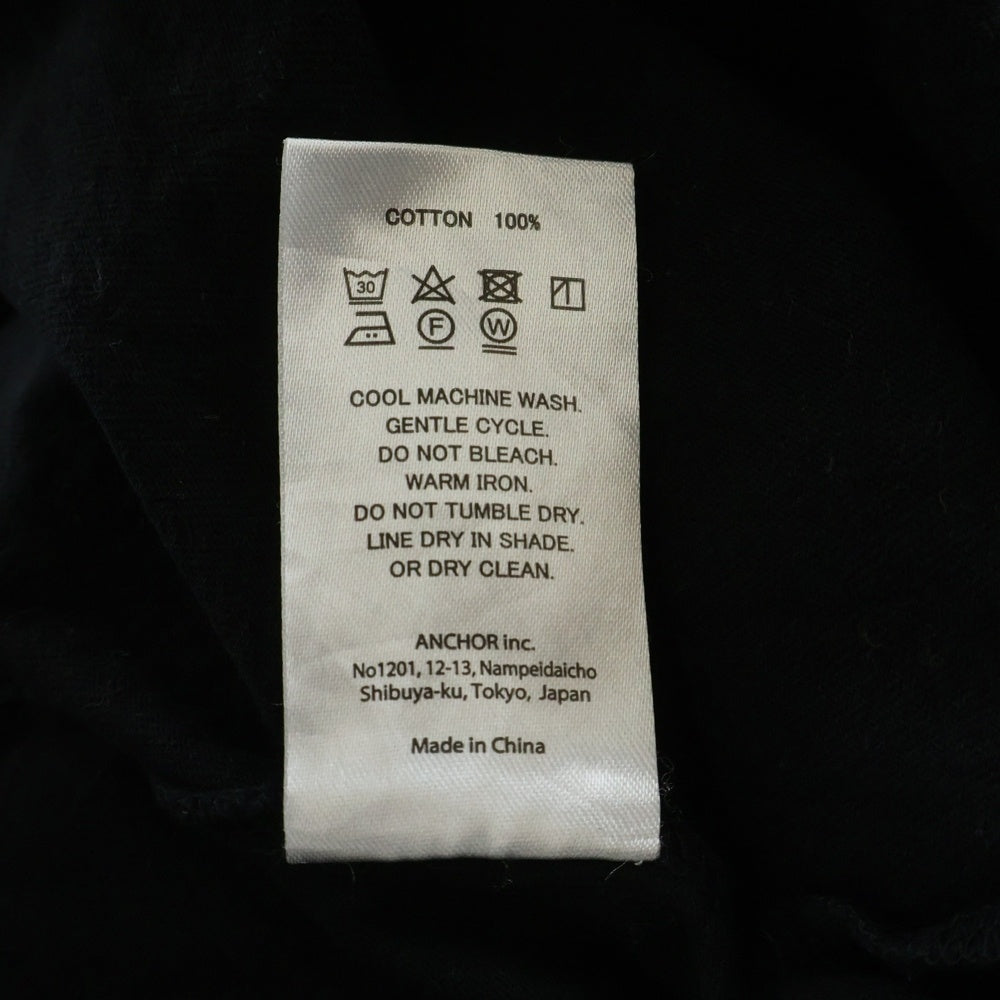 COTTON 100%
30
F W
COOL MACHINE WASH.
GENTLE CYCLE.
DO NOT BLEACH.
WARM IRON.
DO NOT TUMBLE DRY.
LINE DRY IN SHADE.
OR DRY CLEAN.
ANCHOR inc.
No1201, 12-13, Nampeidaicho
Shibuya-ku, Tokyo, Japan
Made in China